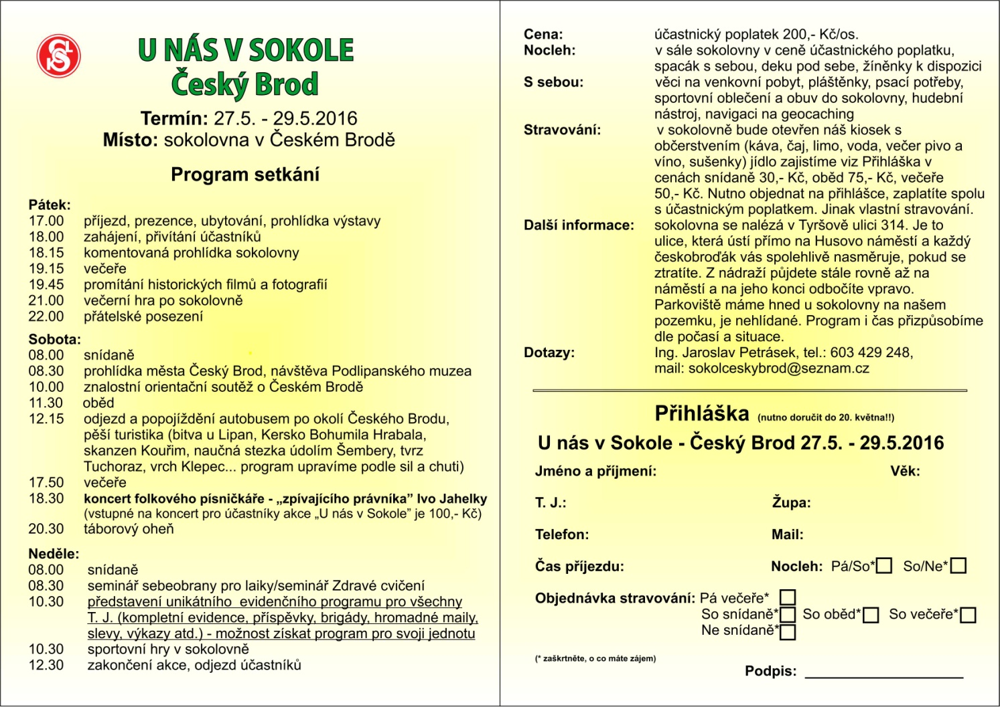 U NÁS V SOKOLE
Český Brod
Termín: 27.5. - 29.5.2016
Místo: sokolovna v Českém Brodě
Program setkání
Pátek:
17.00 příjezd, prezence, ubytování, prohlídka výstavy
18.00 zahájení, přivítání účastníků
18.15 komentovaná prohlídka sokolovny
19.15 večeře
19.45 promítání historických filmů a fotografií
21.00 večerní hra po sokolovně
22.00 přátelské posezení
Sobota:
08.00 snídaně
08.30 prohlídka města Český Brod, návštěva Podlipanského muzea
10.00 znalostní orientační soutěž o Českém Brodě
11.30 oběd
12.15 odjezd a popojíždění autobusem po okolí Českého Brodu,
pěší turistika (bitva u Lipan, Kersko Bohumila Hrabala,
skanzen Kouřim, naučná stezka údolím Šembery, tvrz
Tuchoraz, vrch Klepec... program upravíme podle sil a chuti)
17.50 večeře
18.30 koncert folkového písničkáře - „zpívajícího právníka” Ivo Jahelky
(vstupné na koncert pro účastníky akce „U nás v Sokole” je 100,- Kč)
20.30 táborový oheň
Neděle:
08.00 snídaně
08.30 seminář sebeobrany pro laiky/seminář Zdravé cvičení
10.30 představení unikátního evidenčního programu pro všechny
T. J. (kompletní evidence, příspěvky, brigády, hromadné maily,
slevy, výkazy atd.) - možnost získat program pro svoji jednotu
10.30 sportovní hry v sokolovně
12.30 zakončení akce, odjezd účastníků
Cena: účastnický poplatek 200,- Kč/os.
Nocleh: v sále sokolovny v ceně účastnického poplatku,
spacák s sebou, deku pod sebe, žíněnky k dispozici
S sebou: věci na venkovní pobyt, pláštěnky, psací potřeby,
sportovní oblečení a obuv do sokolovny, hudební
nástroj, navigaci na geocaching
Stravování: v sokolovně bude otevřen náš kiosek s
občerstvením (káva, čaj, limo, voda, večer pivo a
víno, sušenky) jídlo zajistíme viz Přihláška v
cenách snídaně 30,- Kč, oběd 75,- Kč, večeře
50,- Kč. Nutno objednat na přihlášce, zaplatíte spolu
s účastnickým poplatkem. Jinak vlastní stravování.
Další informace: sokolovna se nalézá v Tyršově ulici 314. Je to
ulice, která ústí přímo na Husovo náměstí a každý
českobroďák vás spolehlivě nasměruje, pokud se
ztratíte. Z nádraží půjdete stále rovně až na
náměstí a na jeho konci odbočíte vpravo.
Parkoviště máme hned u sokolovny na našem
pozemku, je nehlídané. Program i čas přizpůsobíme
dle počasí a situace.
Dotazy: Ing. Jaroslav Petrásek, tel.: 603 429 248,
mail: sokolceskybrod@seznam.cz
Přihláška (nutno doručit do 20. května!!)
U nás v Sokole - Český Brod 27.5. - 29.5.2016
Jméno a příjmení: Věk:
T. J.: Župa:
Telefon: Mail:
Čas příjezdu: Nocleh: Pá/So* So/Ne*
Objednávka stravování: Pá večeře*
So snídaně* So oběd* So večeře*
Ne snídaně*
(* zaškrtněte, o co máte zájem)
Podpis: